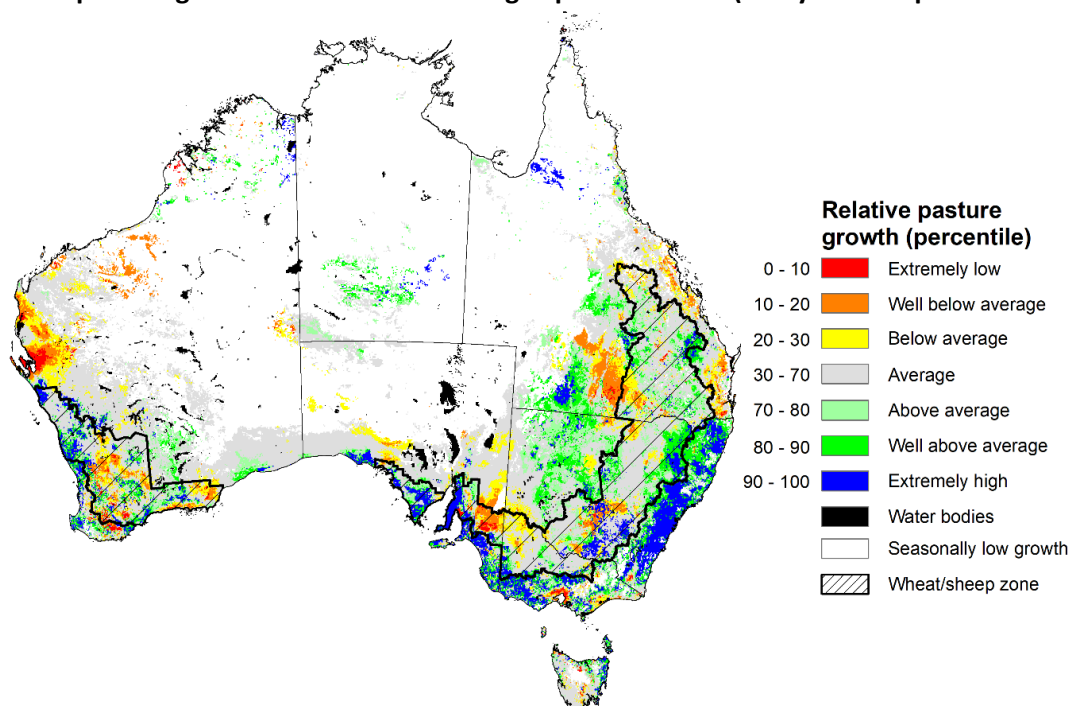 Relative pasture
growth (percentile)
0 - 10 Extremely low
10 - 20 Well below average
20 - 30 Below average
30 - 70 Average
70 - 80 Above average
80 - 90 Well above average
90 - 100 Extremely high
Water bodies
Seasonally low growth
Wheat/sheep zone